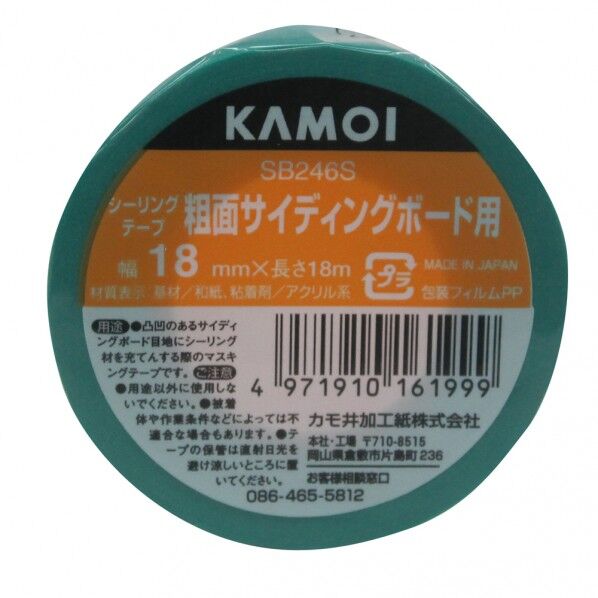 KAMOI
SB246S
シーリング
テープ
粗面サイディングボード用
幅 18 mm×長さ18m
プラ
MADE IN JAPAN
材質表示:基材/和紙、粘着剤/アクリル系
包装フィルムPP
用途 ●凸凹のあるサイディ
ングボード目地にシーリング
材を充てんする際のマスキ
ングテープです。 ご注意
●用途以外に使用しな
いでください。●被着
体や作業条件などによっては不
適合な場合もあります。●テー
プの保管は直射日光を
避け涼しいところに置
いてください。
4 971910 161999
カモ井加工紙株式会社
本社・工場 〒710-8515
岡山県倉敷市片島町236
お客様相談窓口
086-465-5812